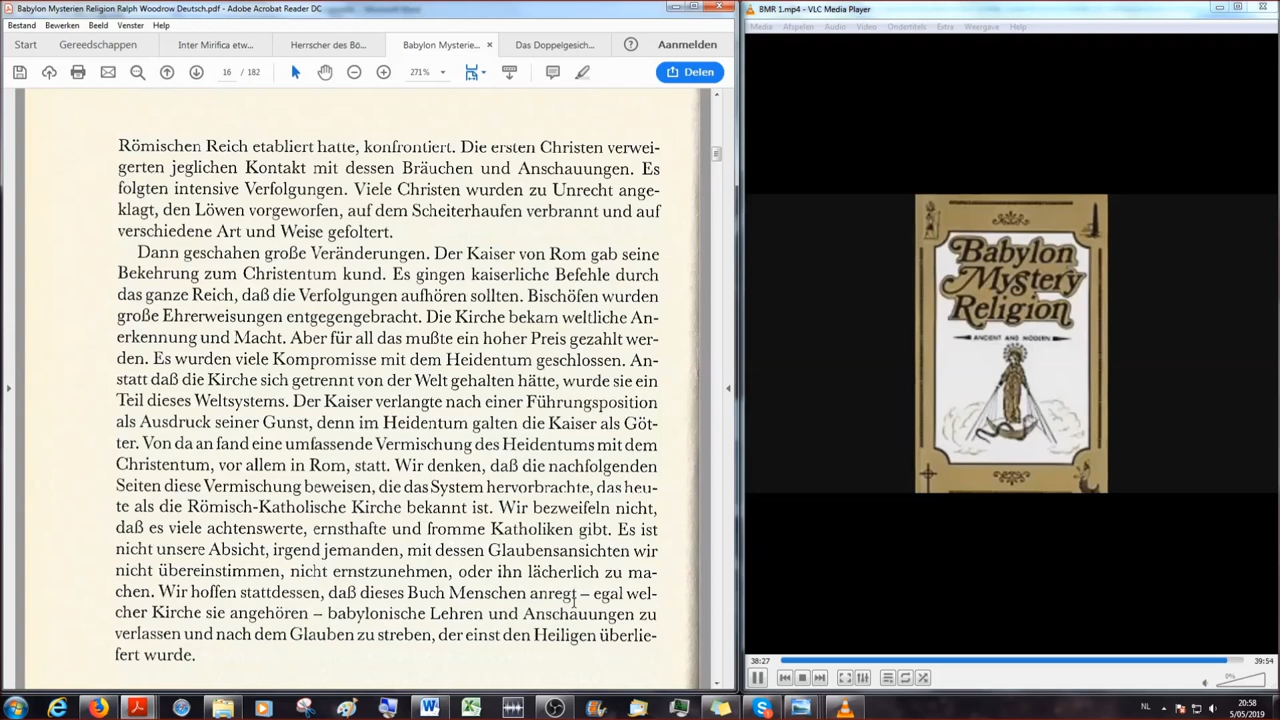 Babylon Mysterien Religion Ralph Woodrow Deutsch.pdf - Adobe Acrobat Reader DC
Bestand Bewerken Beeld Venster Help
Start Gereedschappen Inter Mirifica etw... Herrscher des Bö... Babylon Mysterie... × Das Doppelgesich... Aanmelden
16 / 182 271% Delen
Römischen Reich etabliert hatte, konfrontiert. Die ersten Christen verwei-
gerten jeglichen Kontakt mit dessen Bräuchen und Anschauungen. Es
folgten intensive Verfolgungen. Viele Christen wurden zu Unrecht ange-
klagt, den Löwen vorgeworfen, auf dem Scheiterhaufen verbrannt und auf
verschiedene Art und Weise gefoltert.
Dann geschahen große Veränderungen. Der Kaiser von Rom gab seine
Bekehrung zum Christentum kund. Es gingen kaiserliche Befehle durch
das ganze Reich, daß die Verfolgungen aufhören sollten. Bischöfen wurden
große Ehrerweisungen entgegengebracht. Die Kirche bekam weltliche An-
erkennung und Macht. Aber für all das mußte ein hoher Preis gezahlt wer-
den. Es wurden viele Kompromisse mit dem Heidentum geschlossen. An-
statt daß die Kirche sich getrennt von der Welt gehalten hätte, wurde sie ein
Teil dieses Weltsystems. Der Kaiser verlangte nach einer Führungsposition
als Ausdruck seiner Gunst, denn im Heidentum galten die Kaiser als Göt-
ter. Von da an fand eine umfassende Vermischung des Heidentums mit dem
Christentum, vor allem in Rom, statt. Wir denken, daß die nachfolgenden
Seiten diese Vermischung beweisen, die das System hervorbrachte, das heu-
te als die Römisch-Katholische Kirche bekannt ist. Wir bezweifeln nicht,
daß es viele achtenswerte, ernsthafte und fromme Katholiken gibt. Es ist
nicht unsere Absicht, irgend jemanden, mit dessen Glaubensansichten wir
nicht übereinstimmen, nicht ernstzunehmen, oder ihn lächerlich zu ma-
chen. Wir hoffen stattdessen, daß dieses Buch Menschen anregt – egal wel-
cher Kirche sie angehören – babylonische Lehren und Anschauungen zu
verlassen und nach dem Glauben zu streben, der einst den Heiligen überlie-
fert wurde.
BMR 1.mp4 - VLC Media Player
Media Afspelen Audio Video Ondertitels Extra Weergave Help
Babylon
Mystery
Religion
ANCIENT AND MODERN
38:27 39:54
0%
NL 20:58
5/05/2019